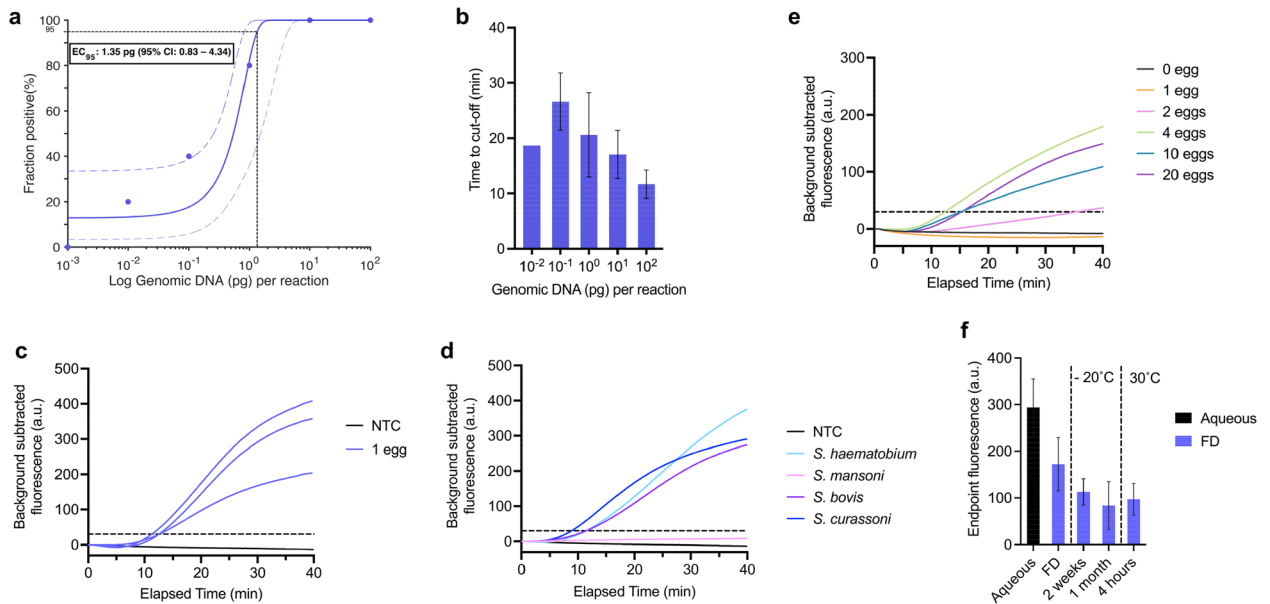 a
100
95
80
60
40
20
0
Fraction positive(%)
EC95: 1.35 pg (95% CI: 0.83 – 4.34)
10-3
10-2
10-1
100
101
102
Log Genomic DNA (pg) per reaction
b
40
30
20
10
0
Time to cut-off (min)
10-2
10-1
100
101
102
Genomic DNA (pg) per reaction
e
300
200
100
0
Background subtracted
fluorescence (a.u.)
0
10
20
30
40
Elapsed Time (min)
0 egg
1 egg
2 eggs
4 eggs
10 eggs
20 eggs
c
500
400
300
200
100
0
Background subtracted
fluorescence (a.u.)
0
10
20
30
40
Elapsed Time (min)
NTC
1 egg
d
500
400
300
200
100
0
Background subtracted
fluorescence (a.u.)
0
10
20
30
40
Elapsed Time (min)
NTC
S. haematobium
S. mansoni
S. bovis
S. curassoni
f
400
300
200
100
0
Endpoint fluorescence (a.u.)
- 20˚C
30˚C
Aqueous
FD
2 weeks
1 month
4 hours
Aqueous
FD